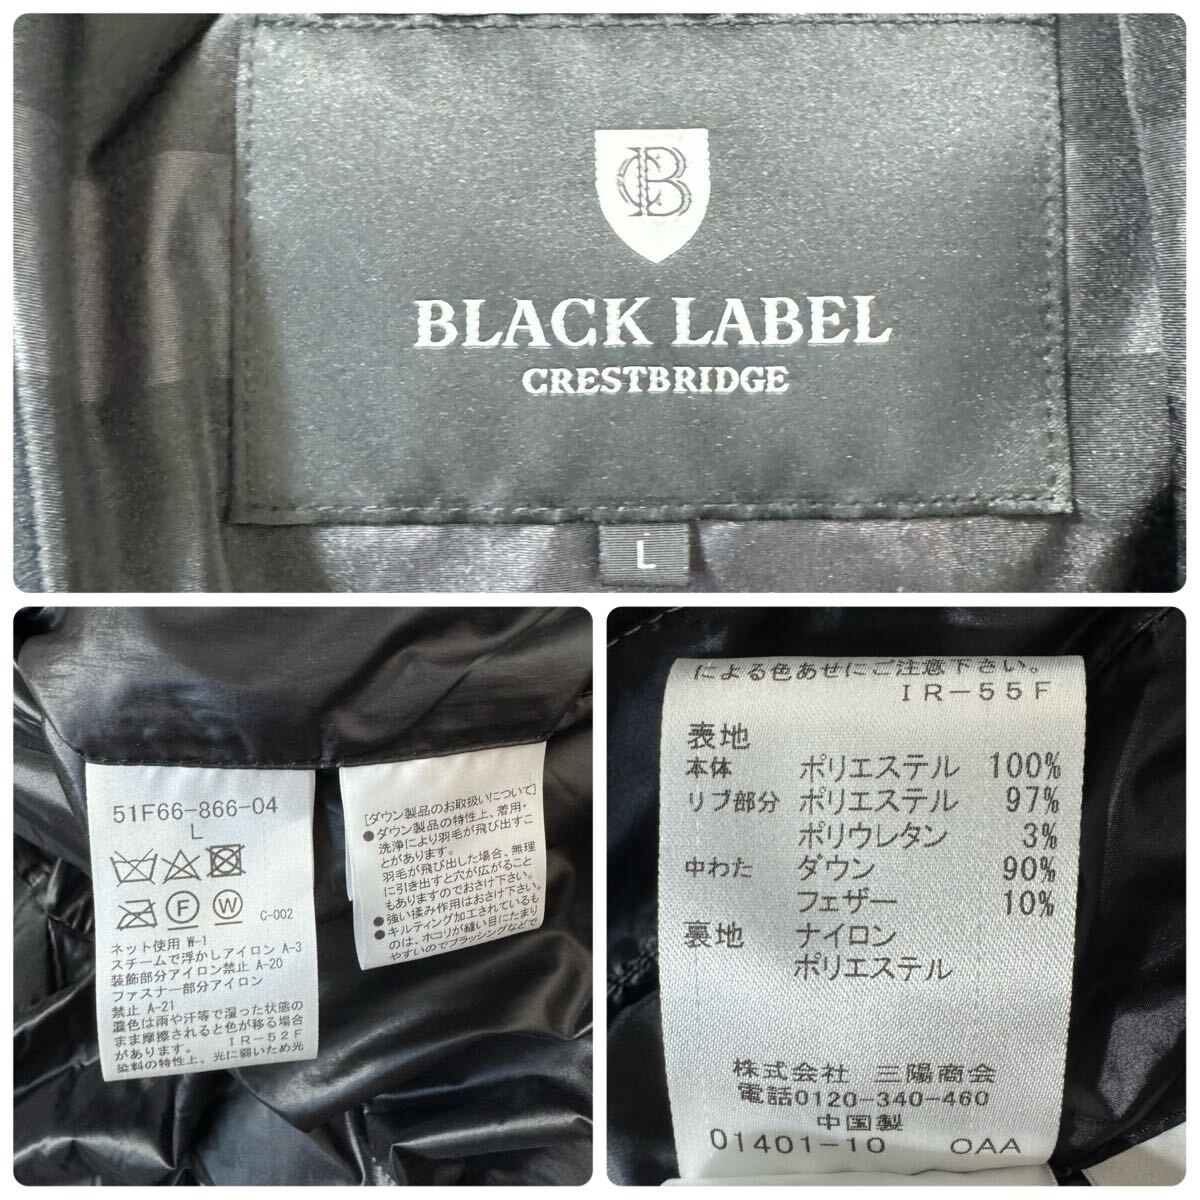 CB
BLACK LABEL
CRESTBRIDGE
L
51F66-866-04
L
F
W
C-002
ネット使用 W-1
スチームで浮かしアイロン A-3
装飾部分アイロン禁止 A-20
ファスナー部分アイロン
禁止 A-21
濃色は雨や汗等で湿った状態の
まま摩擦されると色が移る場合
があります。 IR-52F
染料の特性上、光に弱いため光
[ダウン製品のお取扱いについて]
●ダウン製品の特性上、着用・
洗浄により羽毛が飛び出すこ
とがあります。
羽毛が飛び出した場合、無理
に引き出すと穴が広がること
もありますのでおさけ下さい。
●強い揉み作用はおさけ下さい。
●キルティング加工されているも
のは、ホコリが縫い目にたまり
やすいのでブラッシングなどで
による色あせにご注意下さい。
IR-55F
表地
本体 ポリエステル 100%
リブ部分 ポリエステル 97%
ポリウレタン 3%
中わた ダウン 90%
フェザー 10%
裏地 ナイロン
ポリエステル
株式会社 三陽商会
電話0120-340-460
中国製
01401-10 OAA